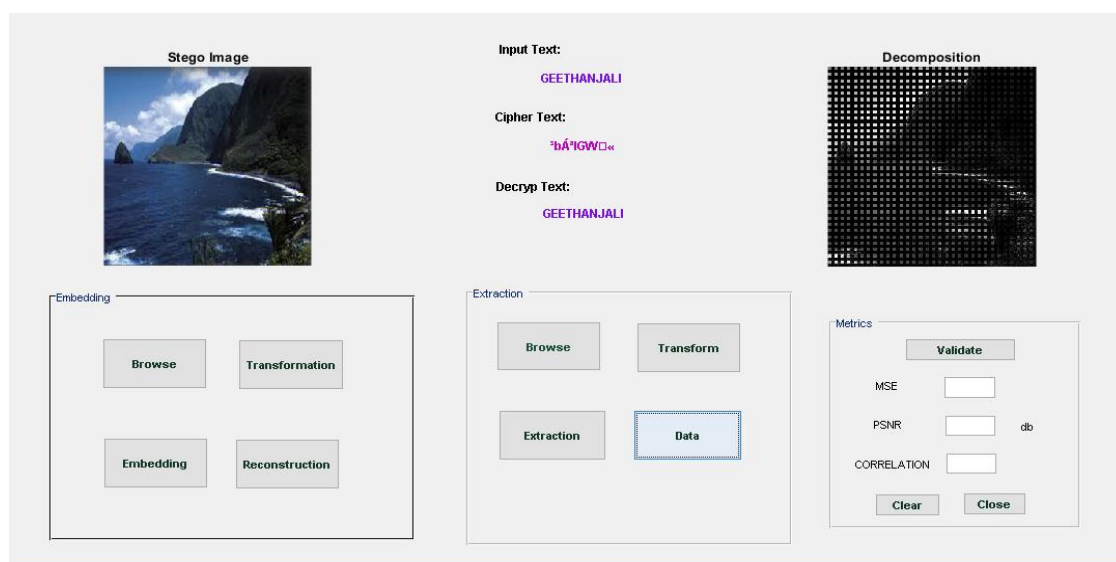 Stego Image
Input Text:
GEETHANJALI
Cipher Text:
Decryp Text:
GEETHANJALI
Decomposition
Embedding
Browse
Transformation
Embedding
Reconstruction
Extraction
Browse
Transform
Extraction
Data
Metrics
Validate
MSE
PSNR
db
CORRELATION
Clear
Close